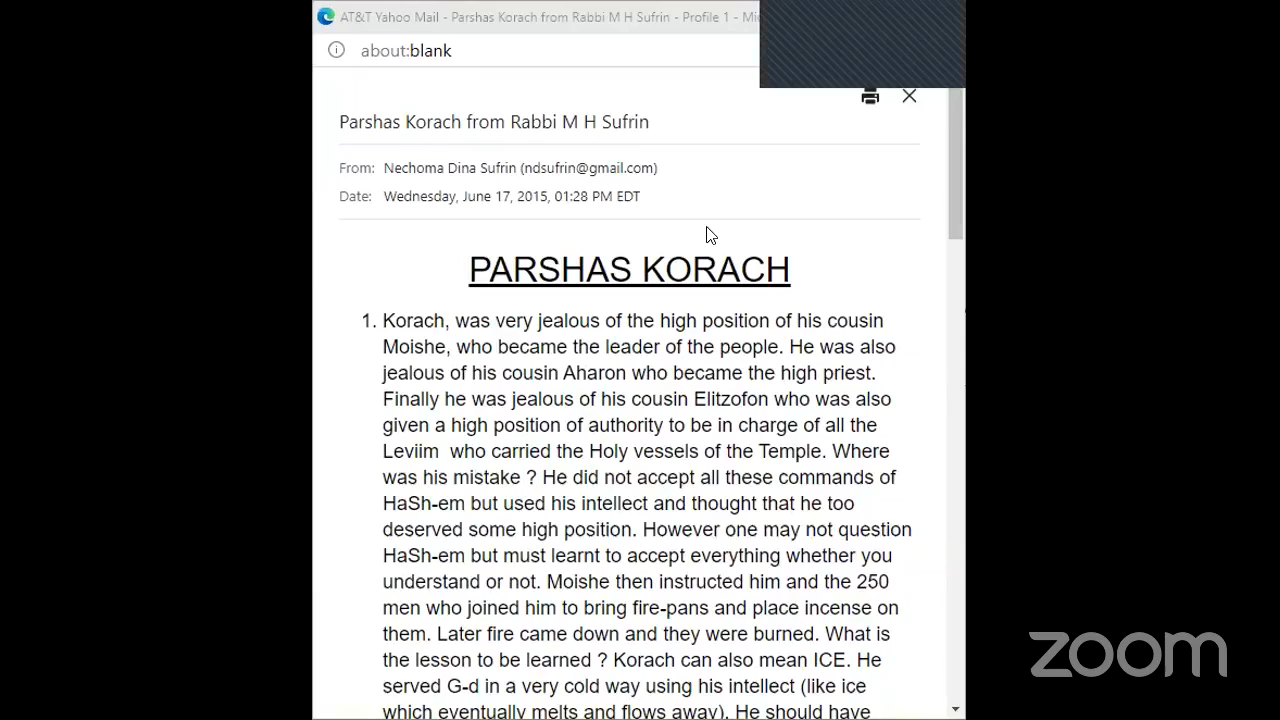 AT&T Yahoo Mail - Parshas Korach from Rabbi M H Sufrin - Profile 1 -
about:blank
Parshas Korach from Rabbi M H Sufrin
From: Nechoma Dina Sufrin (ndsufrin@gmail.com)
Date: Wednesday, June 17, 2015, 01:28 PM EDT
PARSHAS KORACH
1. Korach, was very jealous of the high position of his cousin
Moishe, who became the leader of the people. He was also
jealous of his cousin Aharon who became the high priest.
Finally he was jealous of his cousin Elitzofon who was also
given a high position of authority to be in charge of all the
Leviim who carried the Holy vessels of the Temple. Where
was his mistake ? He did not accept all these commands of
HaSh-em but used his intellect and thought that he too
deserved some high position. However one may not question
HaSh-em but must learnt to accept everything whether you
understand or not. Moishe then instructed him and the 250
men who joined him to bring fire-pans and place incense on
them. Later fire came down and they were burned. What is
the lesson to be learned ? Korach can also mean ICE. He
served G-d in a very cold way using his intellect (like ice
which eventually melts and flows away). He should have
zoom